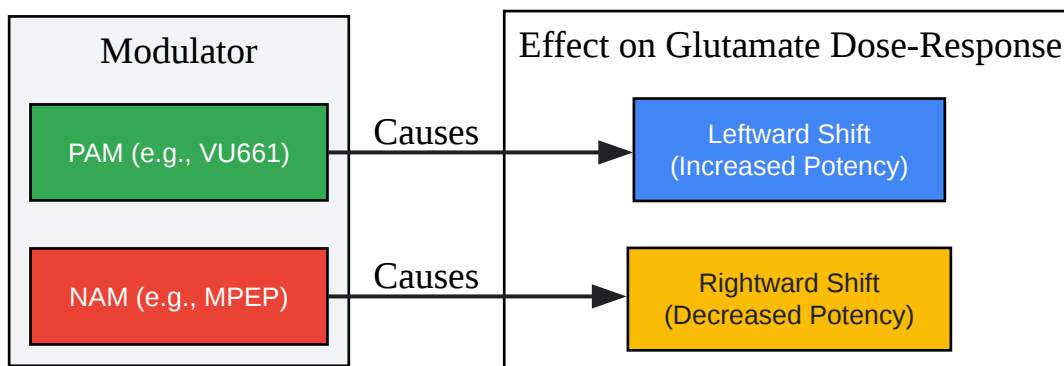 Modulator
Effect on Glutamate Dose-Response
PAM (e.g., VU661)
Causes
Leftward Shift
(Increased Potency)
NAM (e.g., MPEP)
Causes
Rightward Shift
(Decreased Potency)